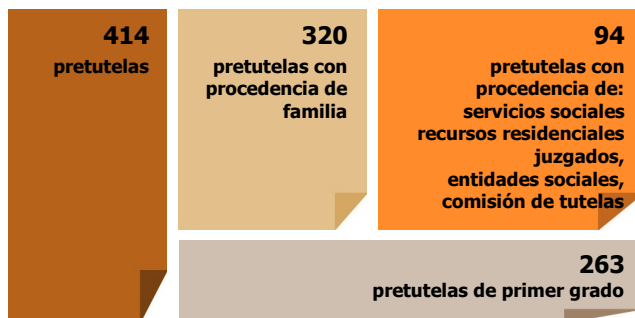 414
pretutelas
320
pretutelas con
procedencia de
familia
94
pretutelas con
procedencia de:
servicios sociales
recursos residenciales
juzgados,
entidades sociales,
comisión de tutelas
263
pretutelas de primer grado